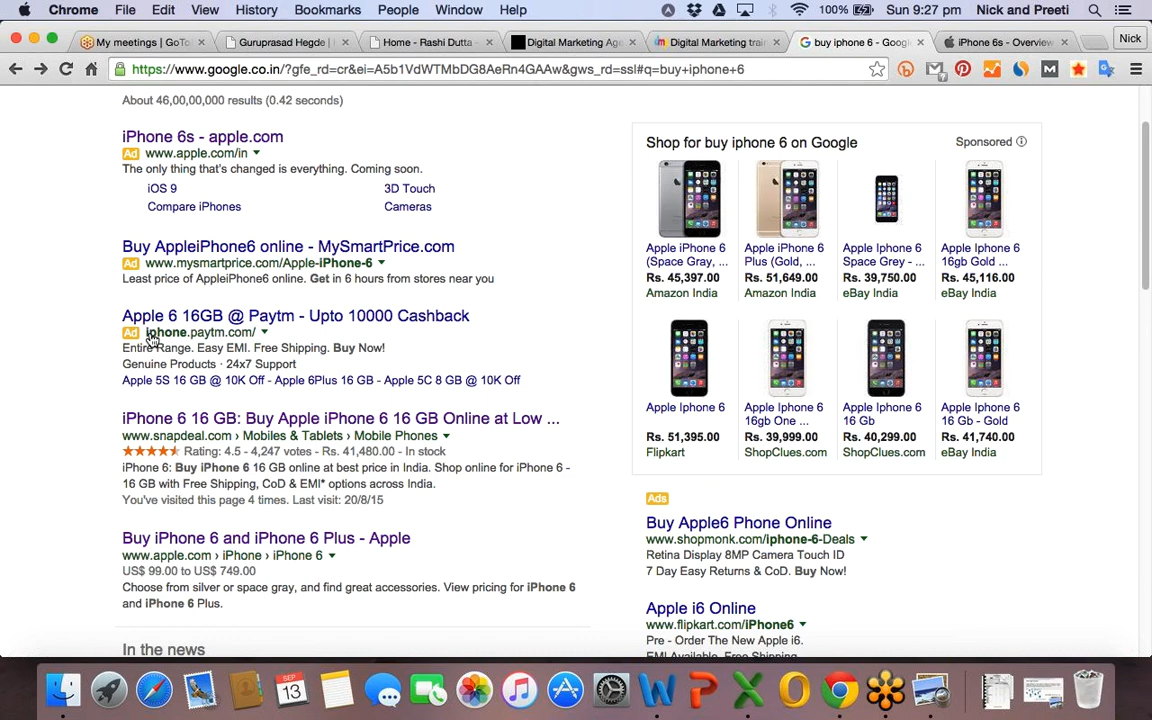 Chrome File Edit View History Bookmarks People Window Help 100% Sun 9:27 pm Nick and Preeti
My meetings | GoTo Guruprasad Hegde | Home - Rashi Dutta - Digital Marketing Age Digital Marketing train buy iphone 6 - Google iPhone 6s - Overview Nick
https://www.google.co.in/?gfe_rd=cr&ei=A5b1VdWTMbDG8AeRn4GAAw&gws_rd=ssl#q=buy+iphone+6
About 46,00,00,000 results (0.42 seconds)
iPhone 6s - apple.com
Ad www.apple.com/in
The only thing that's changed is everything. Coming soon.
iOS 9 3D Touch
Compare iPhones Cameras
Buy AppleiPhone6 online - MySmartPrice.com
Ad www.mysmartprice.com/Apple-iPhone-6
Least price of AppleiPhone6 online. Get in 6 hours from stores near you
Apple 6 16GB @ Paytm - Upto 10000 Cashback
Ad iphone.paytm.com/
Entire Range. Easy EMI. Free Shipping. Buy Now!
Genuine Products · 24x7 Support
Apple 5S 16 GB @ 10K Off - Apple 6Plus 16 GB - Apple 5C 8 GB @ 10K Off
iPhone 6 16 GB: Buy Apple iPhone 6 16 GB Online at Low ...
www.snapdeal.com › Mobiles & Tablets › Mobile Phones
Rating: 4.5 - 4,247 votes - Rs. 41,480.00 - In stock
iPhone 6: Buy iPhone 6 16 GB online at best price in India. Shop online for iPhone 6 -
16 GB with Free Shipping, CoD & EMI* options across India.
You've visited this page 4 times. Last visit: 20/8/15
Buy iPhone 6 and iPhone 6 Plus - Apple
www.apple.com › iPhone › iPhone 6
US$ 99.00 to US$ 749.00
Choose from silver or space gray, and find great accessories. View pricing for iPhone 6
and iPhone 6 Plus.
In the news
Shop for buy iphone 6 on Google Sponsored
Apple iPhone 6 Apple iPhone 6 Apple Iphone 6 Apple Iphone 6
(Space Gray, ... Plus (Gold, ... Space Grey - ... 16gb Gold ...
Rs. 45,397.00 Rs. 51,649.00 Rs. 39,750.00 Rs. 45,116.00
Amazon India Amazon India eBay India eBay India
Apple Iphone 6 Apple Iphone 6 Apple Iphone 6 Apple Iphone 6
16gb One ... 16 Gb 16 Gb - Gold
Rs. 51,395.00 Rs. 39,999.00 Rs. 40,299.00 Rs. 41,740.00
Flipkart ShopClues.com ShopClues.com eBay India
Ads
Buy Apple6 Phone Online
www.shopmonk.com/iphone-6-Deals
Retina Display 8MP Camera Touch ID
7 Day Easy Returns & CoD. Buy Now!
Apple i6 Online
www.flipkart.com/iPhone6
Pre - Order The New Apple i6.
EMI Available. Free Shipping.
SEP
13